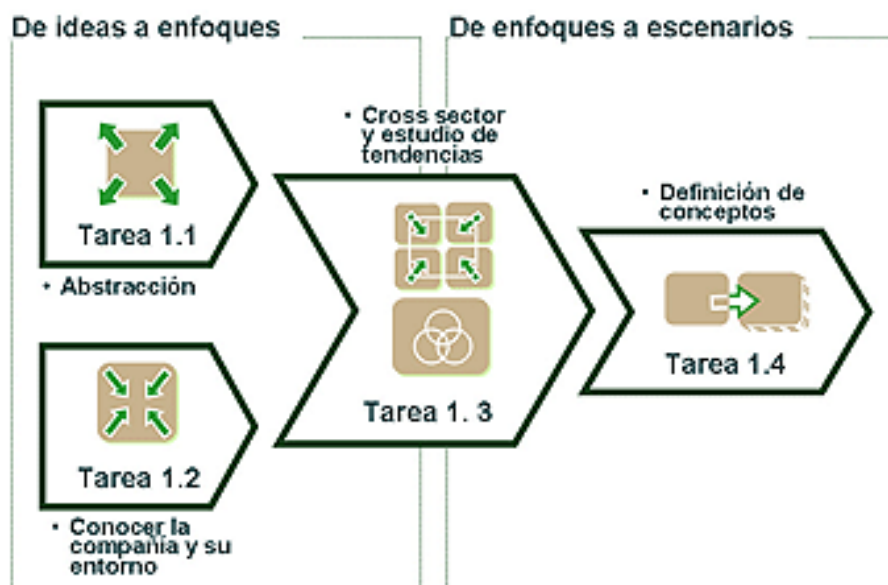 De ideas a enfoques
De enfoques a escenarios
Tarea 1.1
• Abstracción
Tarea 1.2
• Conocer la
compañía y su
entorno
• Cross sector
y estudio de
tendencias
Tarea 1. 3
• Definición de
conceptos
Tarea 1.4